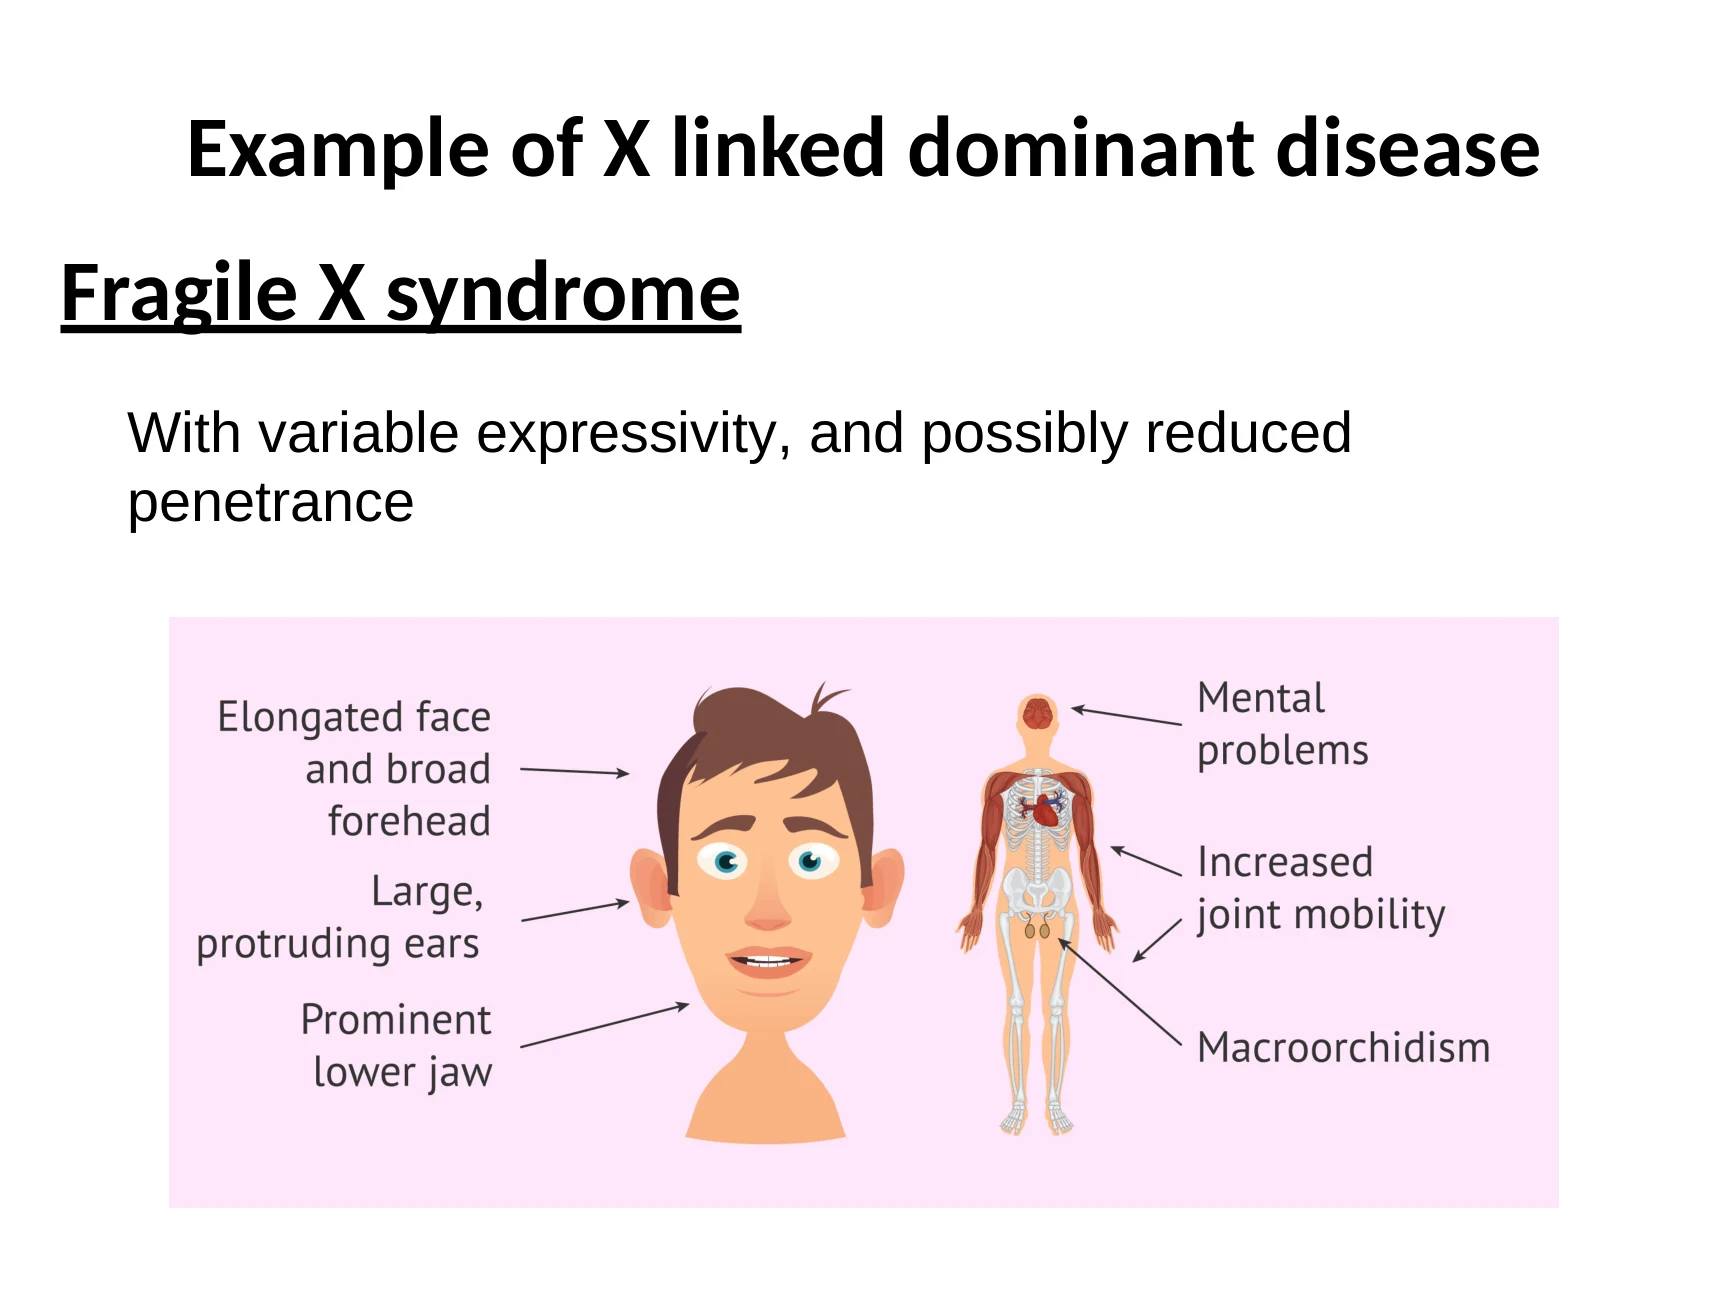 Example of X linked dominant disease
Fragile X syndrome
With variable expressivity, and possibly reduced
penetrance
Elongated face
and broad
forehead
Large,
protruding ears
Prominent
lower jaw
Mental
problems
Increased
joint mobility
Macroorchidism